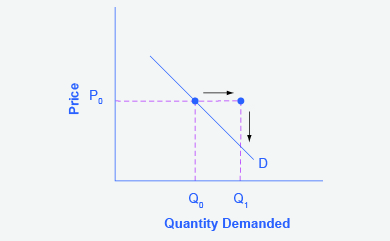 Price
P₀
D
Q₀ Q₁
Quantity Demanded